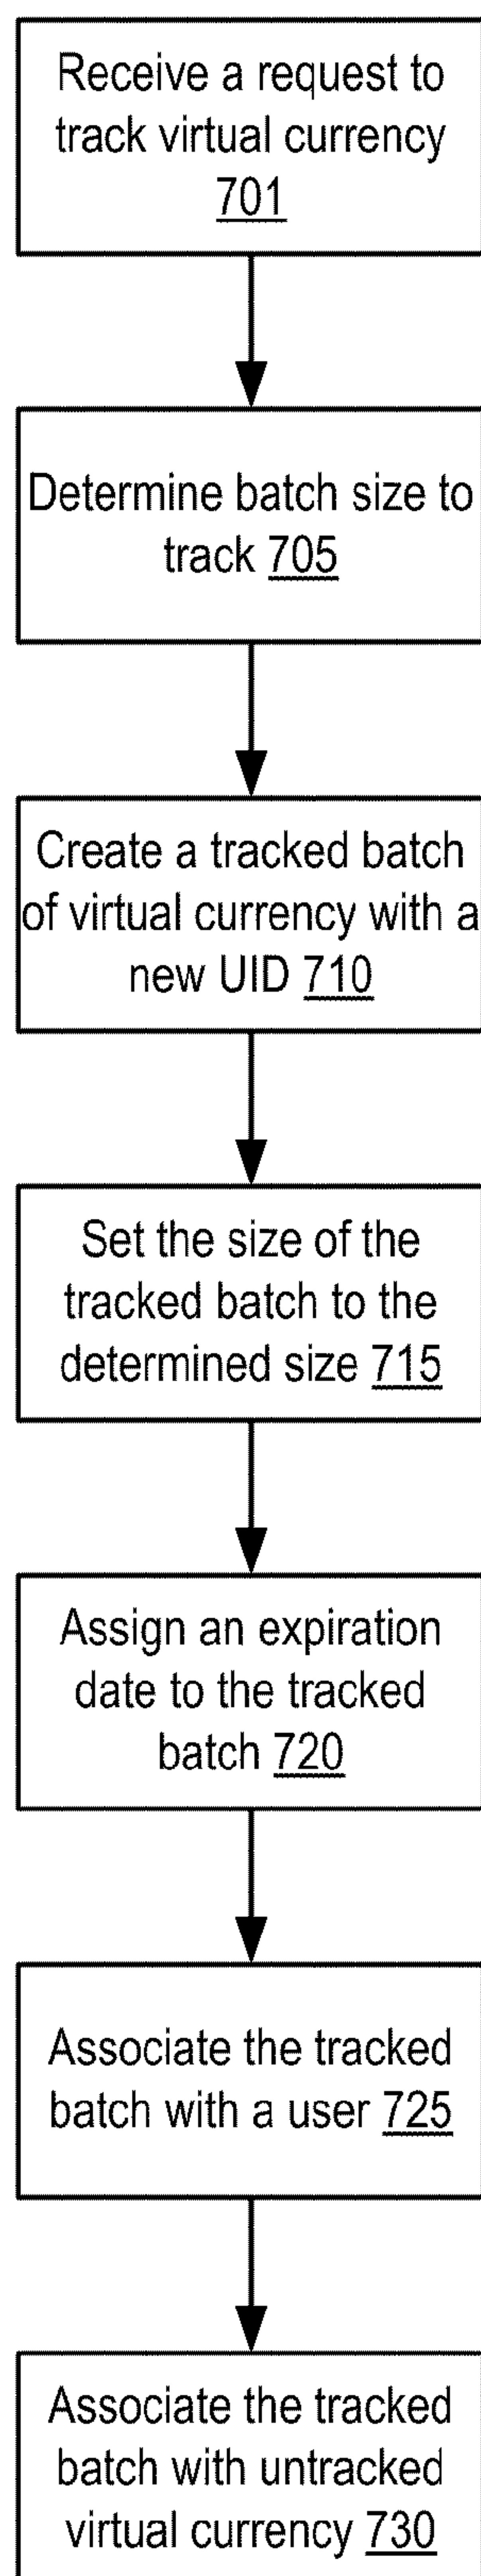 Receive a request to
track virtual currency
701
Determine batch size to
track 705
Create a tracked batch
of virtual currency with a
new UID 710
Set the size of the
tracked batch to the
determined size 715
Assign an expiration
date to the tracked
batch 720
Associate the tracked
batch with a user 725
Associate the tracked
batch with untracked
virtual currency 730